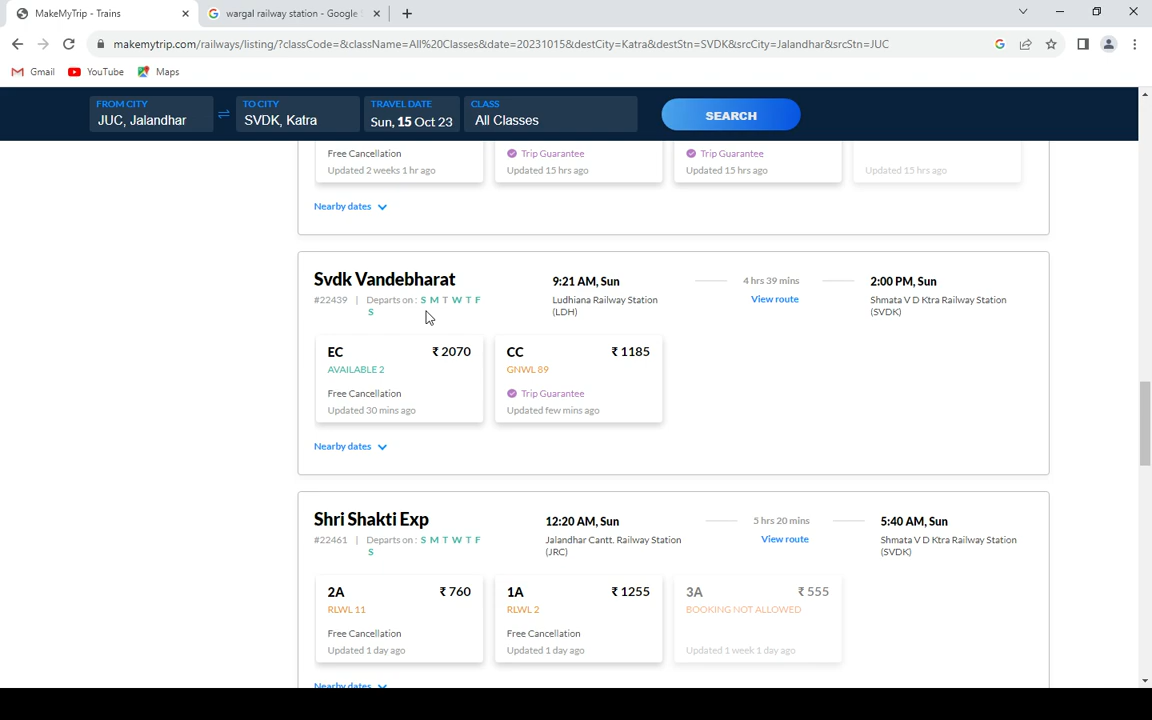 MakeMyTrip - Trains
wargal railway station - Google
makemytrip.com/railways/listing/?classCode=&className=All%20Classes&date=20231015&destCity=Katra&destStn=SVDK&srcCity=Jalandhar&srcStn=JUC
Gmail YouTube Maps
FROM CITY TO CITY TRAVEL DATE CLASS
JUC, Jalandhar SVDK, Katra Sun, 15 Oct 23 All Classes SEARCH
Free Cancellation Trip Guarantee Trip Guarantee
Updated 2 weeks 1 hr ago Updated 15 hrs ago Updated 15 hrs ago Updated 15 hrs ago
Nearby dates
Svdk Vandebharat 9:21 AM, Sun 4 hrs 39 mins 2:00 PM, Sun
#22439 | Departs on : S M T W T F Ludhiana Railway Station View route Shmata V D Ktra Railway Station
S (LDH) (SVDK)
EC ₹ 2070 CC ₹ 1185
AVAILABLE 2 GNWL 89
Free Cancellation Trip Guarantee
Updated 30 mins ago Updated few mins ago
Nearby dates
Shri Shakti Exp 12:20 AM, Sun 5 hrs 20 mins 5:40 AM, Sun
#22461 | Departs on : S M T W T F Jalandhar Cantt. Railway Station View route Shmata V D Ktra Railway Station
S (JRC) (SVDK)
2A ₹ 760 1A ₹ 1255 3A ₹ 555
RLWL 11 RLWL 2 BOOKING NOT ALLOWED
Free Cancellation Free Cancellation
Updated 1 day ago Updated 1 day ago Updated 1 week 1 day ago
Nearby dates